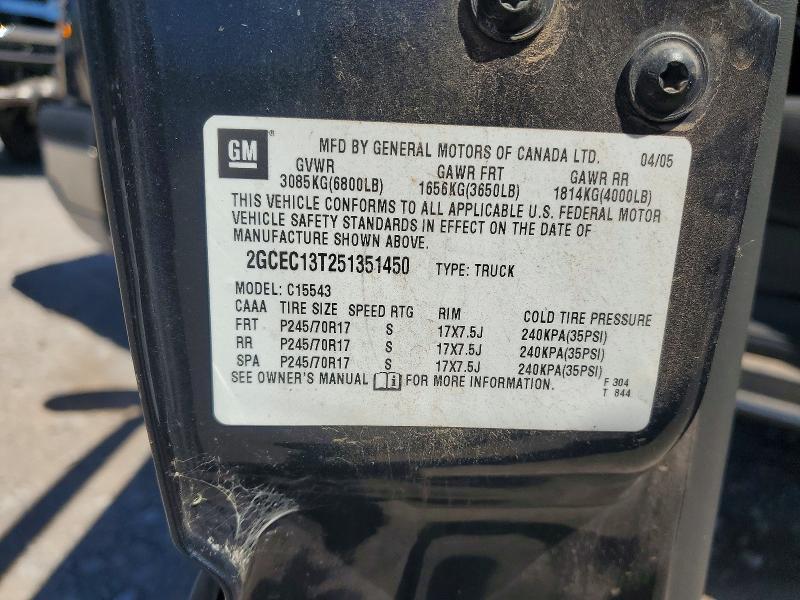 GM ® MFD BY GENERAL MOTORS OF CANADA LTD. 04/05
GVWR GAWR FRT GAWR RR
3085KG(6800LB) 1656KG(3650LB) 1814KG(4000LB)
THIS VEHICLE CONFORMS TO ALL APPLICABLE U.S. FEDERAL MOTOR
VEHICLE SAFETY STANDARDS IN EFFECT ON THE DATE OF
MANUFACTURE SHOWN ABOVE.
2GCEC13T251351450 TYPE: TRUCK
MODEL: C15543
CAAA TIRE SIZE SPEED RTG RIM COLD TIRE PRESSURE
FRT P245/70R17 S 17X7.5J 240KPA(35PSI)
RR P245/70R17 S 17X7.5J 240KPA(35PSI)
SPA P245/70R17 S 17X7.5J 240KPA(35PSI)
SEE OWNER'S MANUAL i FOR MORE INFORMATION. F 304
T 844